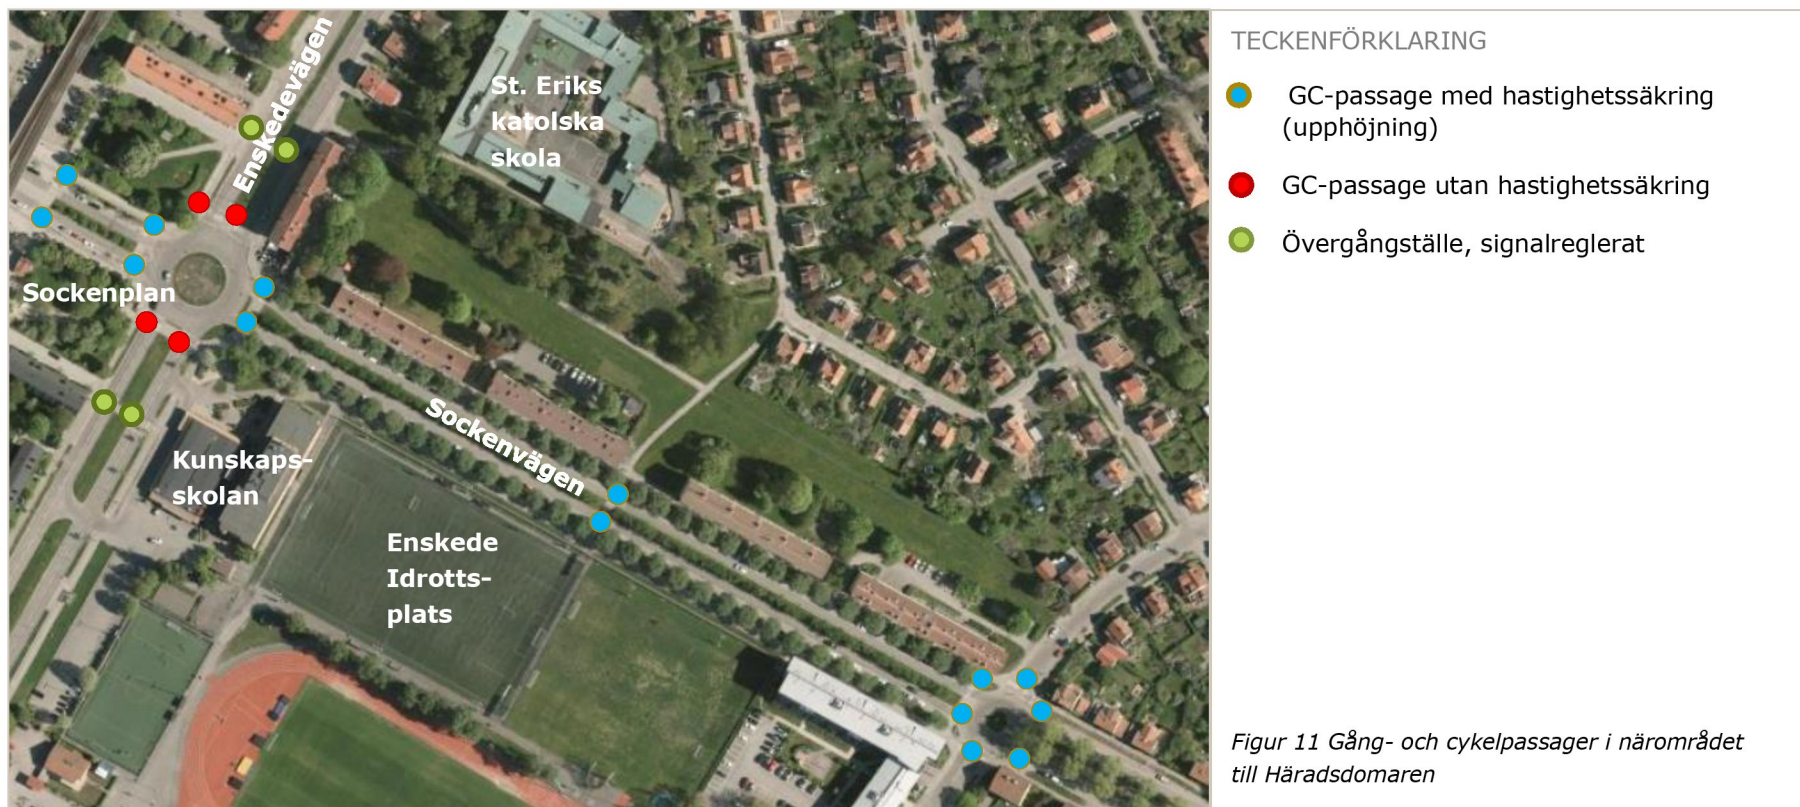 Enskedevägen
St. Eriks
katolska
skola
Sockenplan
Sockenvägen
Kunskaps-
skolan
Enskede
Idrotts-
plats
TECKENFÖRKLARING
GC-passage med hastighetssäkring
(upphöjning)
GC-passage utan hastighetssäkring
Övergångställe, signalreglerat
Figur 11 Gång- och cykelpassager i närområdet
till Häradsdomaren